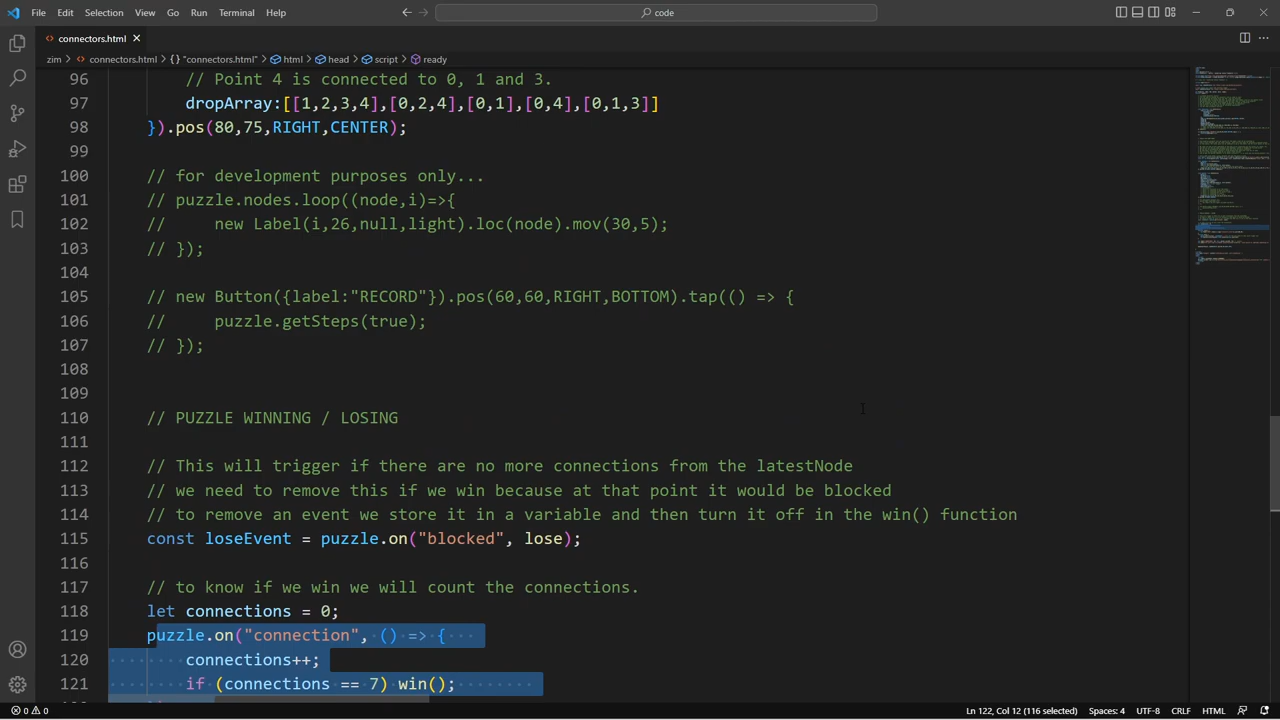 File Edit Selection View Go Run Terminal Help
code
connectors.html
zim > connectors.html > {} "connectors.html" > html > head > script > ready
96 // Point 4 is connected to 0, 1 and 3.
97 dropArray:[[1,2,3,4],[0,2,4],[0,1],[0,4],[0,1,3]]
98 }).pos(80,75,RIGHT,CENTER);
99
100 // for development purposes only...
101 // puzzle.nodes.loop((node,i)=>{
102 // new Label(i,26,null,light).loc(node).mov(30,5);
103 // });
104
105 // new Button({label:"RECORD"}).pos(60,60,RIGHT,BOTTOM).tap(() => {
106 // puzzle.getSteps(true);
107 // });
108
109
110 // PUZZLE WINNING / LOSING
111
112 // This will trigger if there are no more connections from the latestNode
113 // we need to remove this if we win because at that point it would be blocked
114 // to remove an event we store it in a variable and then turn it off in the win() function
115 const loseEvent = puzzle.on("blocked", lose);
116
117 // to know if we win we will count the connections.
118 let connections = 0;
119 puzzle.on("connection", () => {
120 connections++;
121 if (connections == 7) win();
0 0 Ln 122, Col 12 (116 selected) Spaces: 4 UTF-8 CRLF HTML